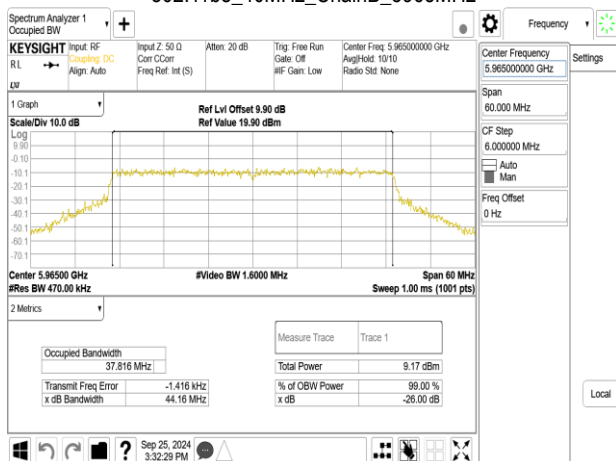 Spectrum Analyzer 1
Occupied BW
Frequency
KEYSIGHT
RL
Input: RF
Coupling: DC
Align: Auto
Input Z: 50 Ω
Corr CCorr
Freq Ref: Int (S)
Atten: 20 dB
Trig: Free Run
Gate: Off
#IF Gain: Low
Center Freq: 5.965000000 GHz
Avg|Hold: 10/10
Radio Std: None
Center Frequency
5.965000000 GHz
Settings
Span
60.000 MHz
CF Step
6.000000 MHz
Auto
Man
Freq Offset
0 Hz
1 Graph
Scale/Div 10.0 dB
Ref Lvl Offset 9.90 dB
Ref Value 19.90 dBm
Log
9.90
-0.10
-10.1
-20.1
-30.1
-40.1
-50.1
-60.1
-70.1
Center 5.96500 GHz
#Res BW 470.00 kHz
#Video BW 1.6000 MHz
Span 60 MHz
Sweep 1.00 ms (1001 pts)
2 Metrics
Measure Trace
Trace 1
Occupied Bandwidth
37.816 MHz
Total Power
9.17 dBm
Transmit Freq Error
-1.416 kHz
% of OBW Power
99.00 %
x dB Bandwidth
44.16 MHz
x dB
-26.00 dB
Local
Sep 25, 2024
3:32:29 PM